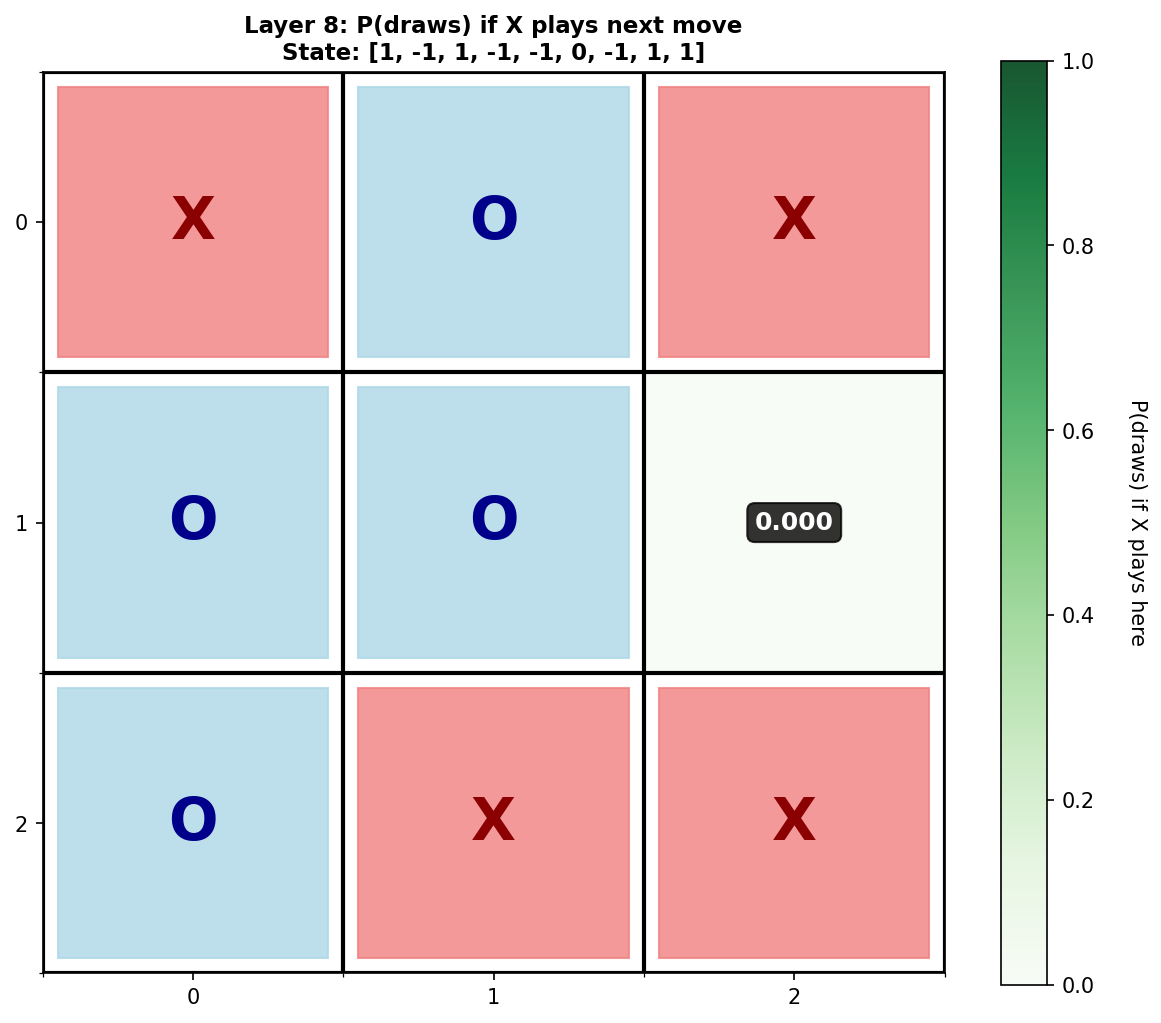 Layer 8: P(draws) if X plays next move
State: [1, -1, 1, -1, -1, 0, -1, 1, 1]
X
O
X
O
O
0.000
O
X
X
0
1
2
0
1
2
1.0
0.8
0.6
0.4
0.2
0.0
P(draws) if X plays here